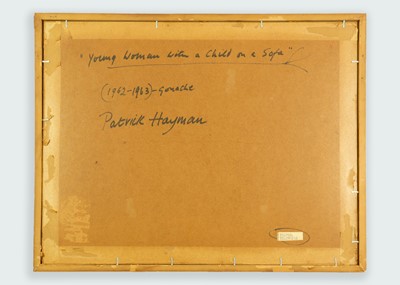 "Young Woman with a Child on a Sofa"
(1962-1963)-Gouache
Patrick Hayman